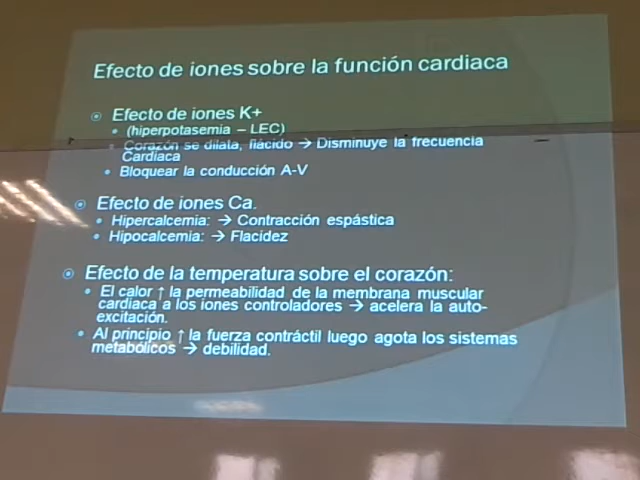 Efecto de iones sobre la función cardiaca
Efecto de iones K+
(hiperpotasemia – LEC)
Corazón se dilata, flácido → Disminuye la frecuencia
Cardíaca
Bloquear la conducción A-V
Efecto de iones Ca.
Hipercalcemia: → Contracción espástica
Hipocalcemia: → Flacidez
Efecto de la temperatura sobre el corazón:
El calor ↑ la permeabilidad de la membrana muscular
cardiaca a los iones controladores → acelera la auto-
excitación.
Al principio ↑ la fuerza contráctil luego agota los sistemas
metabólicos → debilidad.